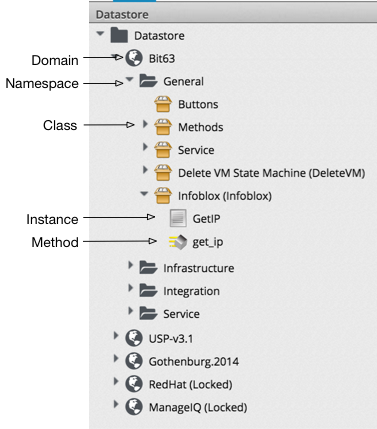 Datastore
Datastore
Domain Bit63
Namespace General
Buttons
Class Methods
Service
Delete VM State Machine (DeleteVM)
Infoblox (Infoblox)
Instance GetIP
Method get_ip
Infrastructure
Integration
Service
USP-v3.1
Gothenburg.2014
RedHat (Locked)
ManageIQ (Locked)